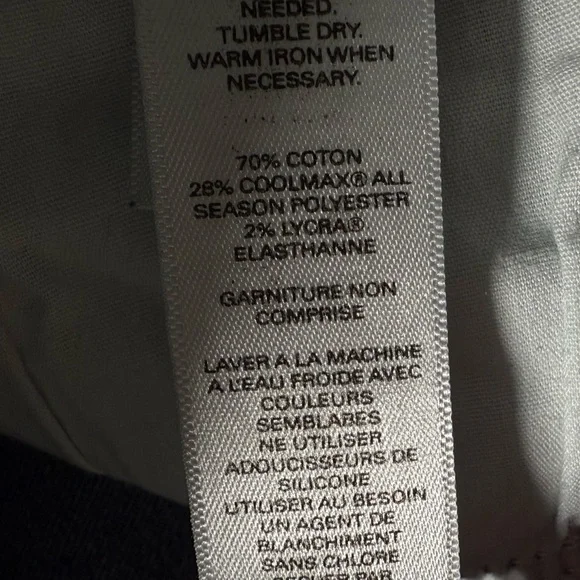 NEEDED.
TUMBLE DRY.
WARM IRON WHEN
NECESSARY.
70% COTON
28% COOLMAX® ALL
SEASON POLYESTER
2% LYCRA®
ELASTHANNE
GARNITURE NON
COMPRISE
LAVER A LA MACHINE
A L'EAU FROIDE AVEC
COULEURS
SEMBLABES
NE UTILISER
ADOUCISSEURS DE
SILICONE
UTILISER AU BESOIN
UN AGENT DE
BLANCHIMENT
SANS CHLORE
PAR